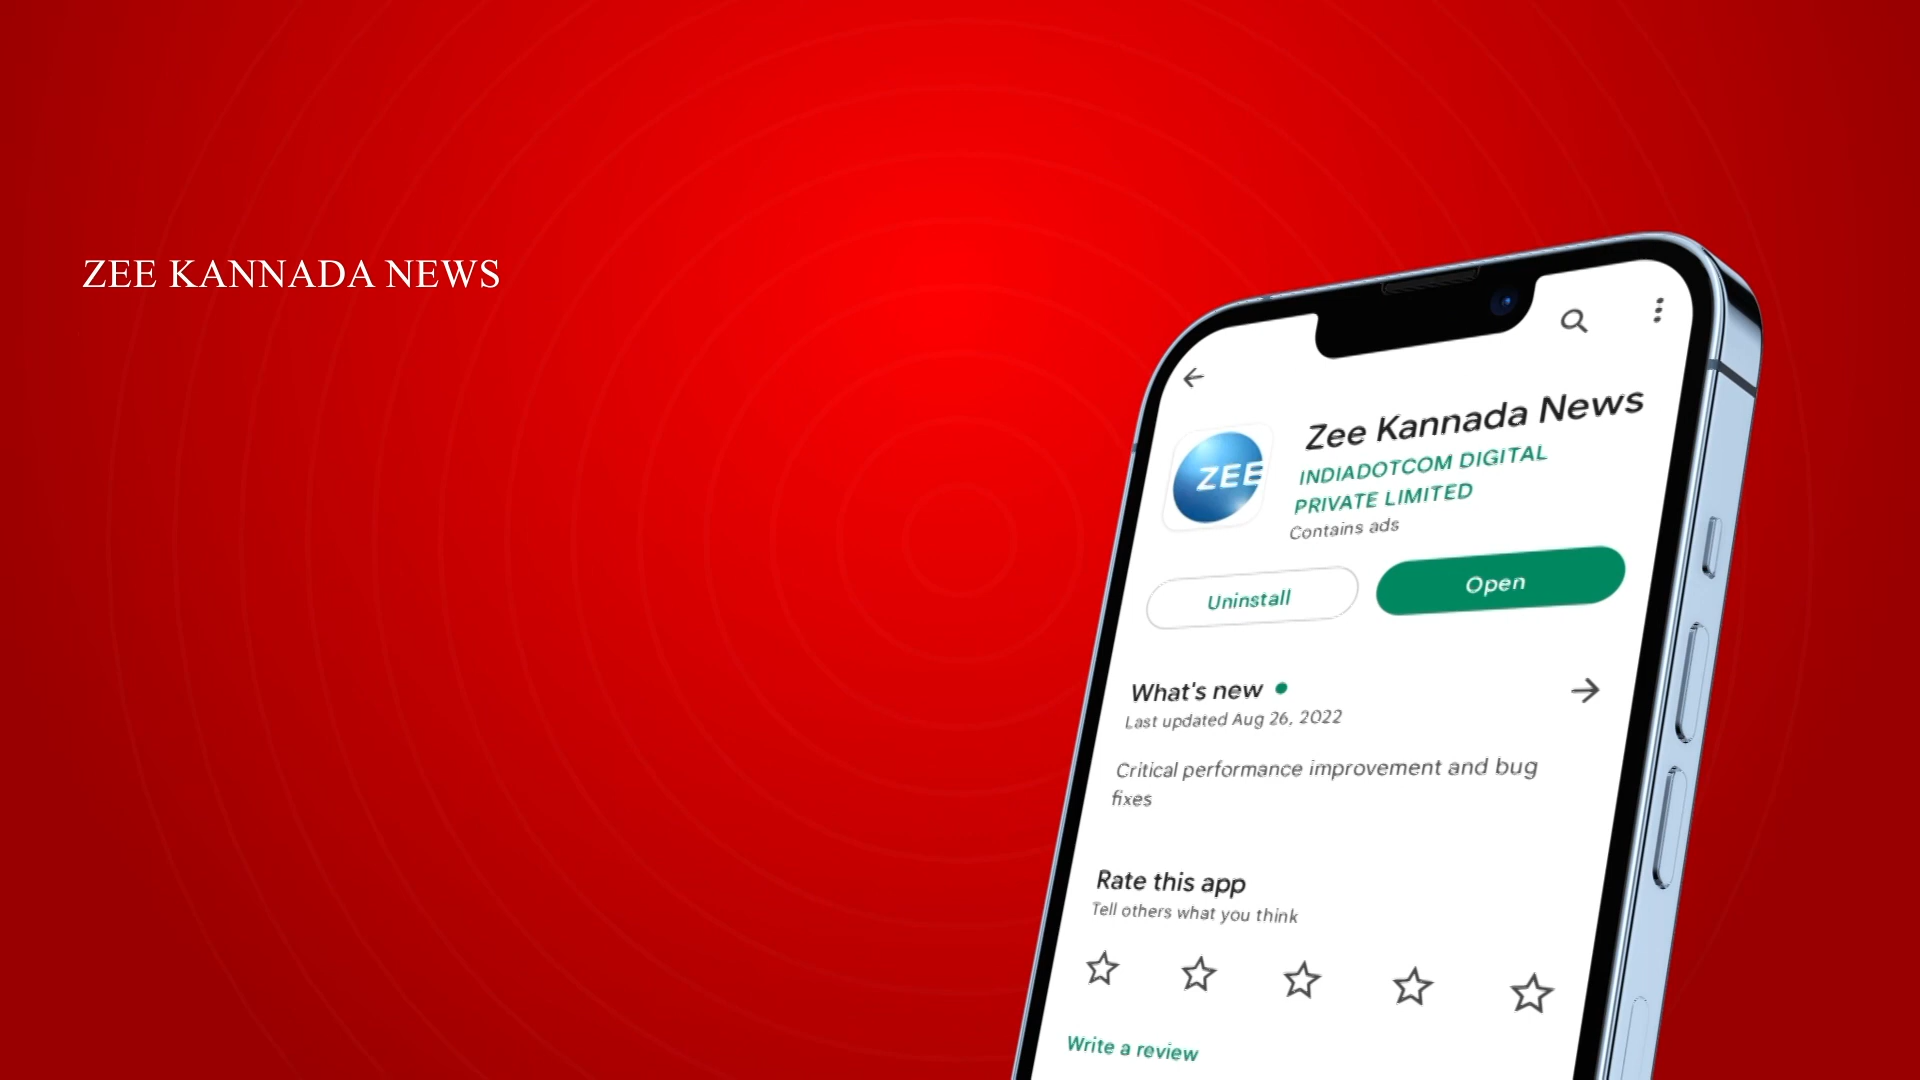 ZEE KANNADA NEWS
Zee Kannada News
ZEE
INDIADOTCOM DIGITAL
PRIVATE LIMITED
Contains ads
Uninstall
Open
What's new
Last updated Aug 26, 2022
Critical performance improvement and bug
fixes
Rate this app
Tell others what you think
Write a review